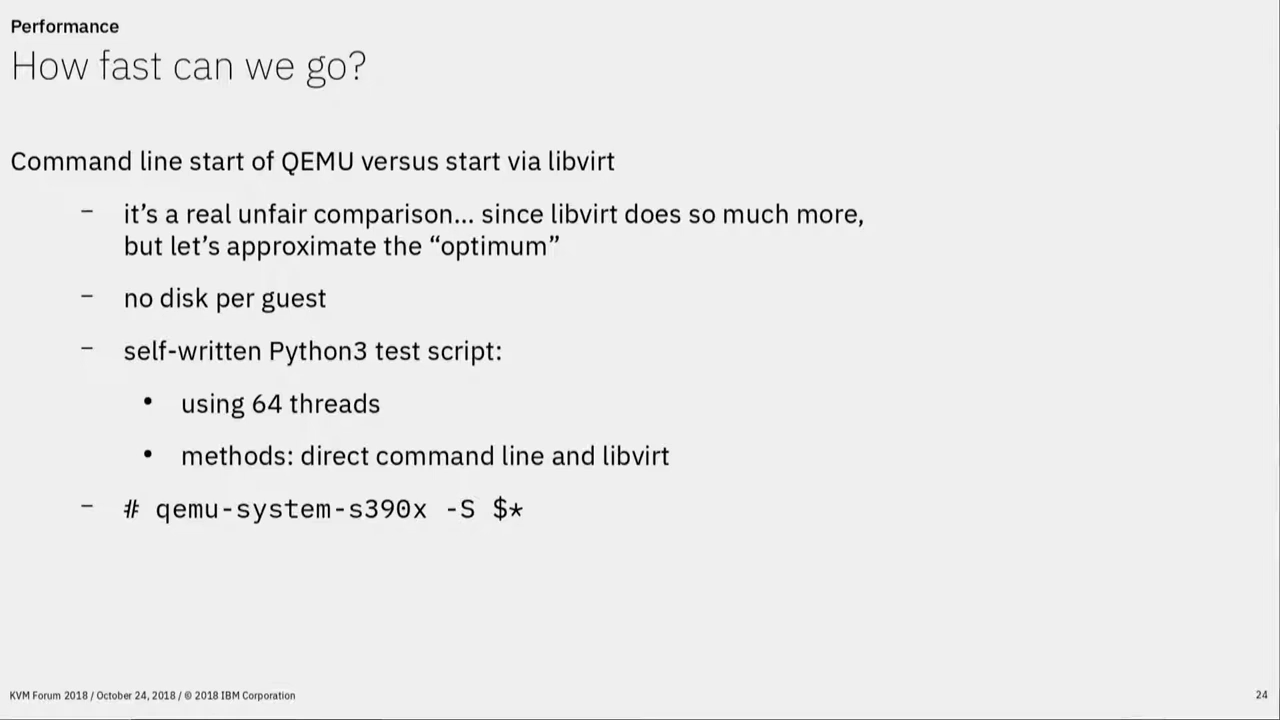 Performance
How fast can we go?
Command line start of QEMU versus start via libvirt
– it's a real unfair comparison... since libvirt does so much more,
but let's approximate the “optimum”
– no disk per guest
– self-written Python3 test script:
• using 64 threads
• methods: direct command line and libvirt
– # qemu-system-s390x -S $*
KVM Forum 2018 / October 24, 2018 / © 2018 IBM Corporation
24